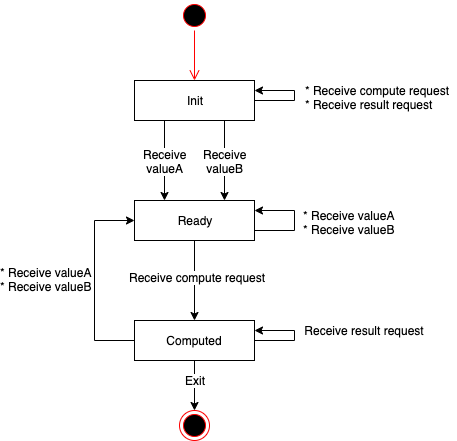 Init
* Receive compute request
* Receive result request
Receive
valueA
Receive
valueB
Ready
* Receive valueA
* Receive valueB
* Receive valueA
* Receive valueB
Receive compute request
Computed
Receive result request
Exit